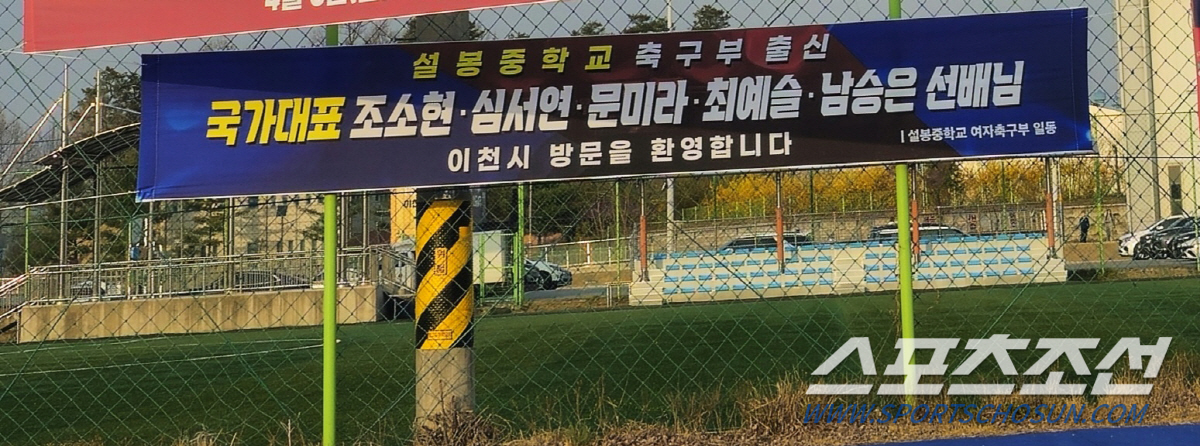 설봉중학교 축구부 출신
국가대표 조소현·심서연·문미라·최예슬·남승은 선배님
이천시 방문을 환영합니다
| 설봉중학교 여자축구부 일동
스포츠조선
WWW.SPORTSCHOSUN.COM